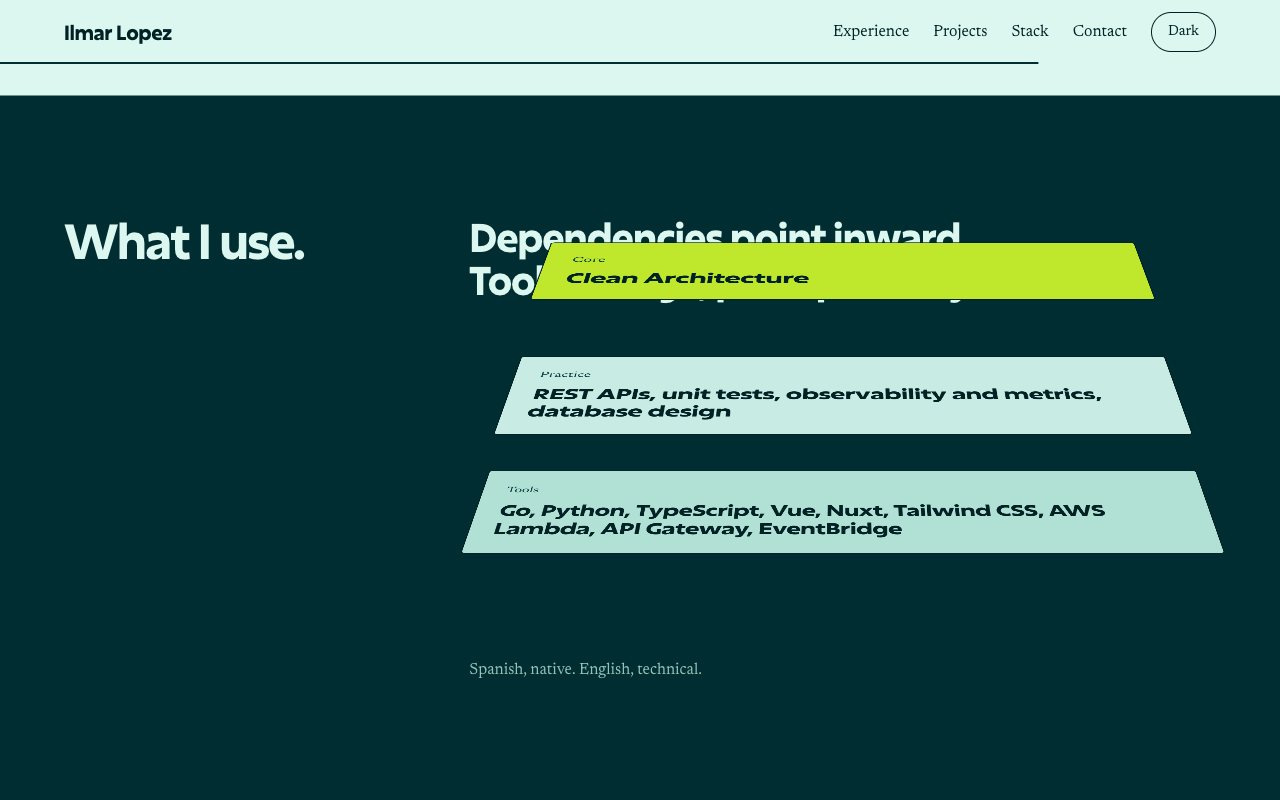 Ilmar Lopez
Experience
Projects
Stack
Contact
Dark
What I use.
Dependencies point inward
Core
Clean Architecture
Practice
REST APIs, unit tests, observability and metrics,
database design
Tools
Go, Python, TypeScript, Vue, Nuxt, Tailwind CSS, AWS
Lambda, API Gateway, EventBridge
Spanish, native. English, technical.